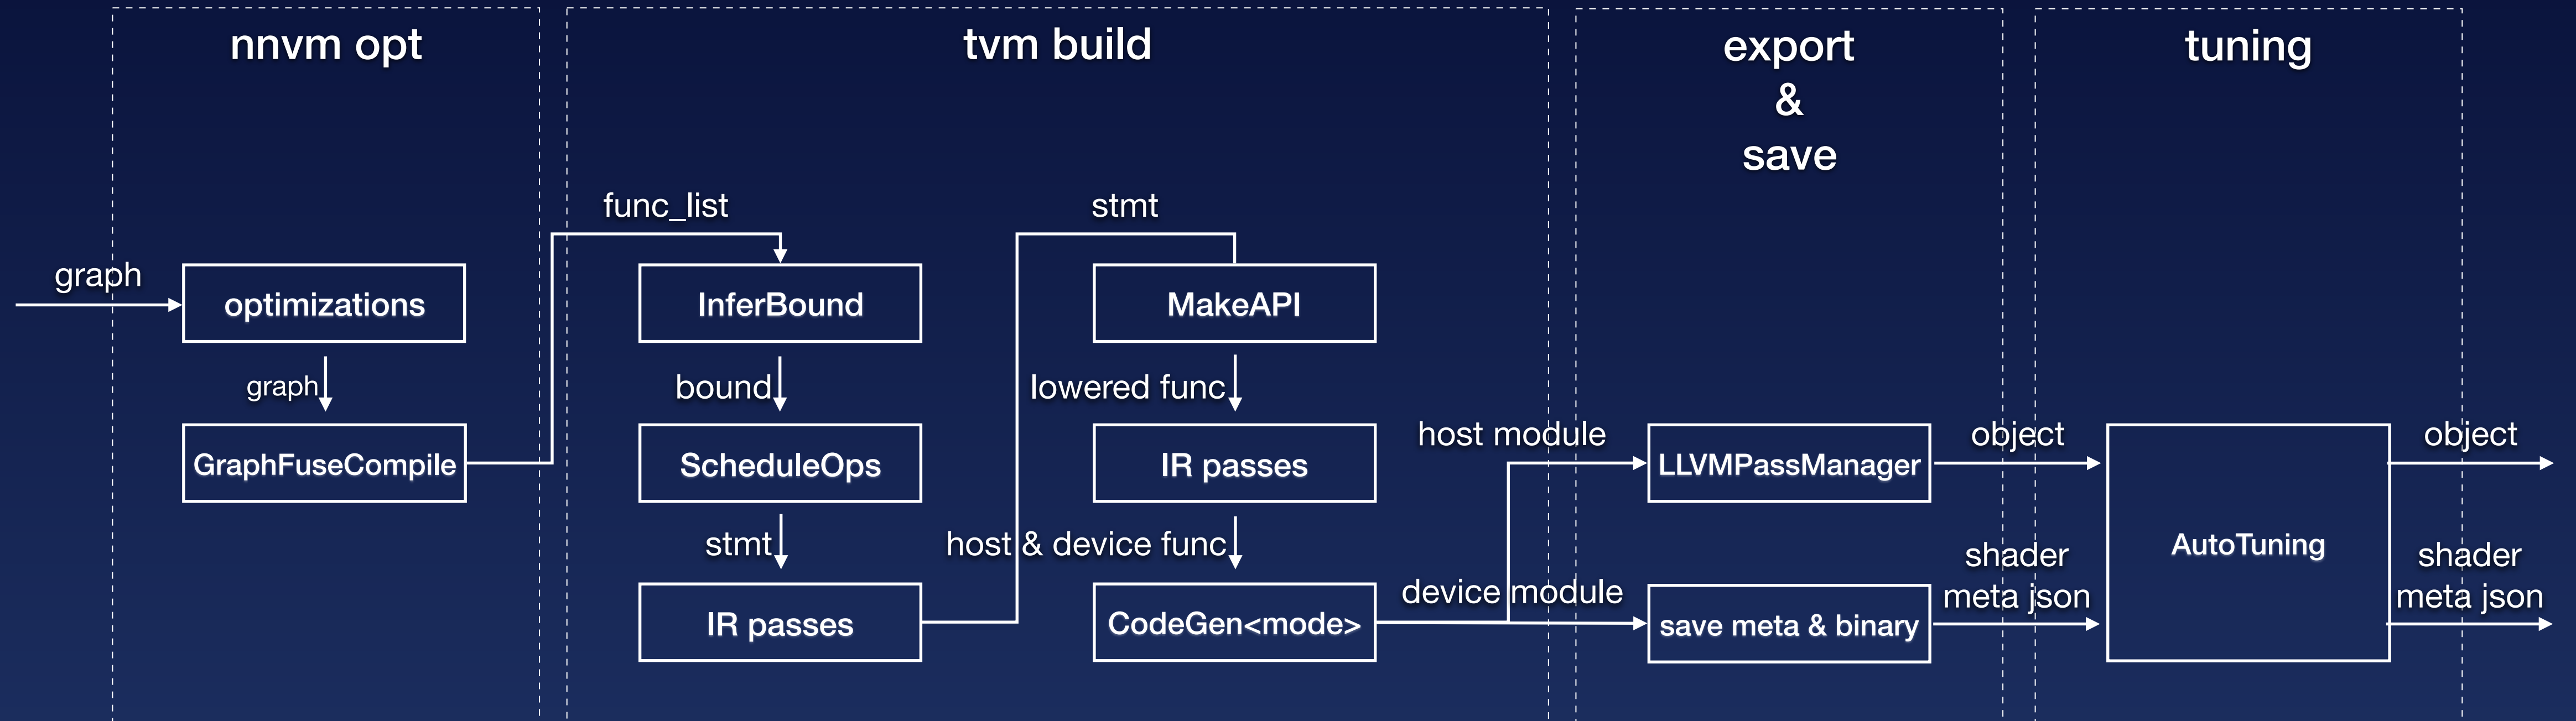 nnvm opt
tvm build
export
&
save
tuning
func_list
stmt
graph
optimizations
InferBound
MakeAPI
graph
bound
lowered func
GraphFuseCompile
ScheduleOps
IR passes
host module
LLVMPassManager
object
object
stmt
host & device func
AutoTuning
IR passes
CodeGen<mode>
device module
save meta & binary
shader
meta json
shader
meta json